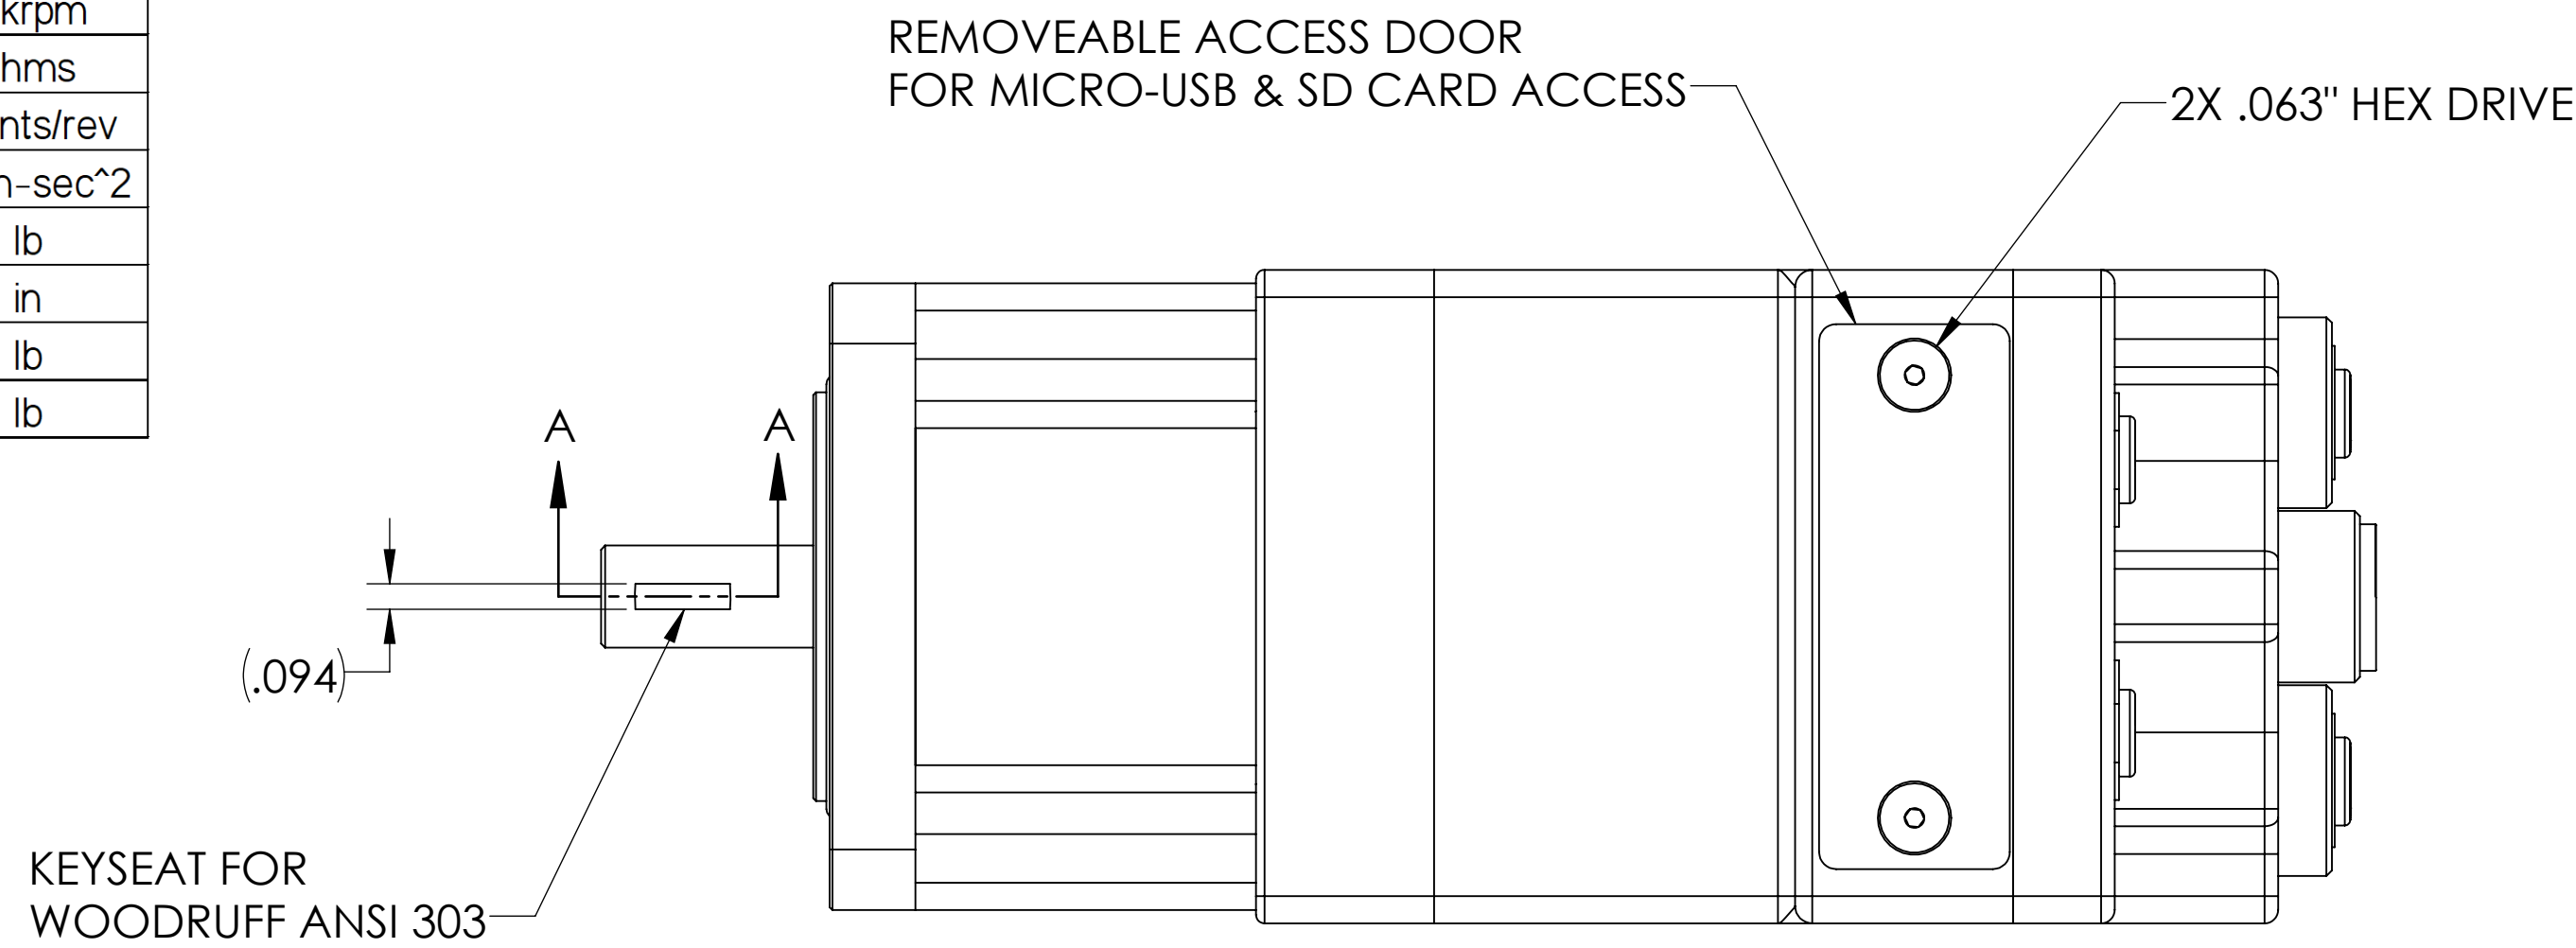 krpm
hms
nts/rev
n-sec^2
lb
in
lb
lb
REMOVEABLE ACCESS DOOR
FOR MICRO-USB & SD CARD ACCESS
2X .063" HEX DRIVE
A A
(.094)
KEYSEAT FOR
WOODRUFF ANSI 303